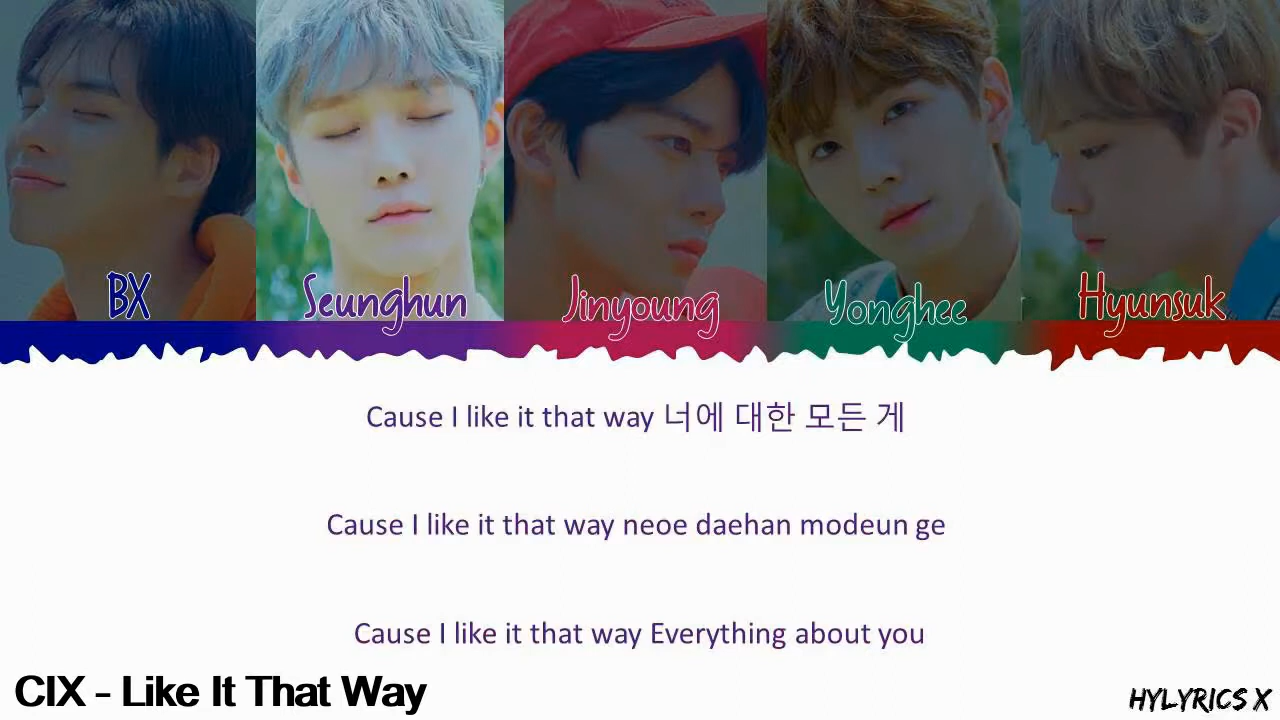 BX Seunghun Jinyoung Yonghee Hyunsuk
Cause I like it that way 너에 대한 모든 게
Cause I like it that way neoe daehan modeun ge
Cause I like it that way Everything about you
CIX - Like It That Way
HYLYRICS X